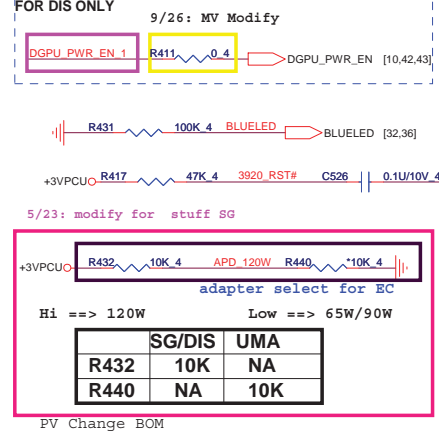 FOR DIS ONLY
9/26: MV Modify
DGPU_PWR_EN_1 R411 0_4 DGPU_PWR_EN [10,42,43]
R431 100K_4 BLUELED BLUELED [32,36]
+3VPCU R417 47K_4 3920_RST# C526 0.1U/10V_4
5/23: modify for stuff SG
+3VPCU R432 10K_4 APD_120W R440 *10K_4
adapter select for EC
Hi ==> 120W Low ==> 65W/90W
SG/DIS UMA
R432 10K NA
R440 NA 10K
PV Change BOM